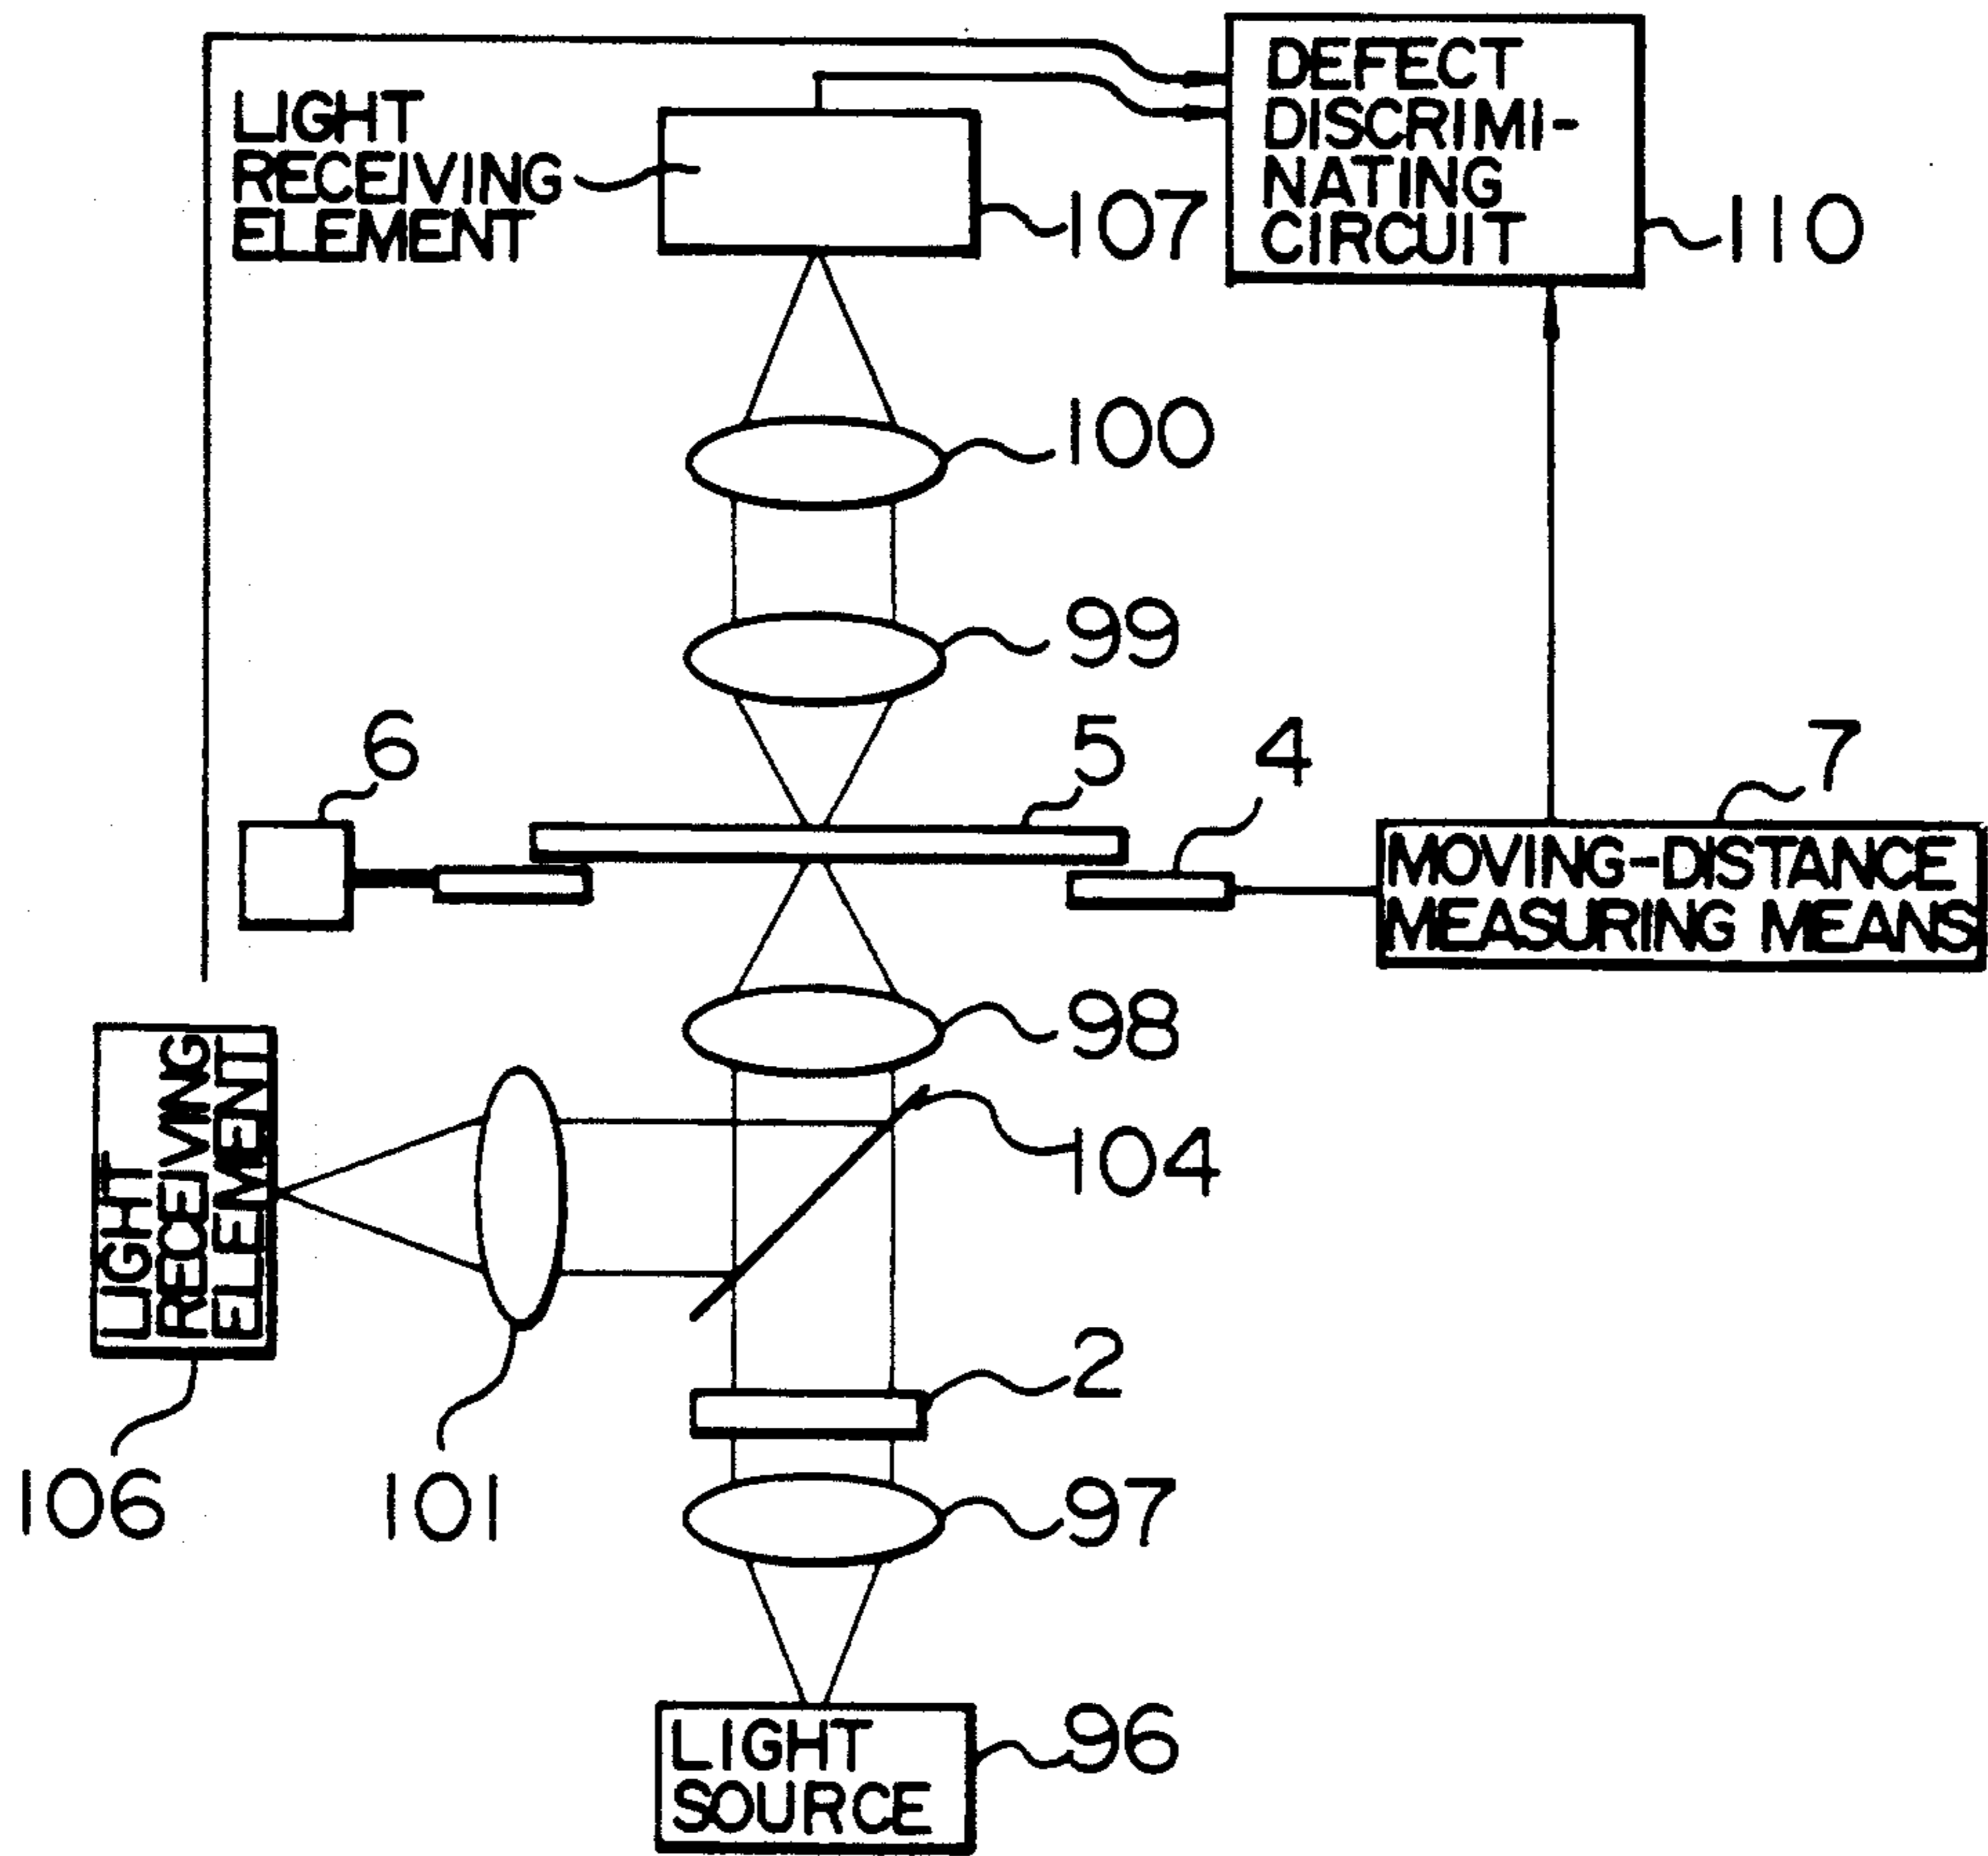 DEFECT
DISCRIMI-
NATING
CIRCUIT
110
LIGHT
RECEIVING
ELEMENT
107
100
99
6
5
4
7
MOVING-DISTANCE
MEASURING MEANS
98
104
LIGHT
RECEIVING
ELEMENT
2
106
101
97
LIGHT
SOURCE
96